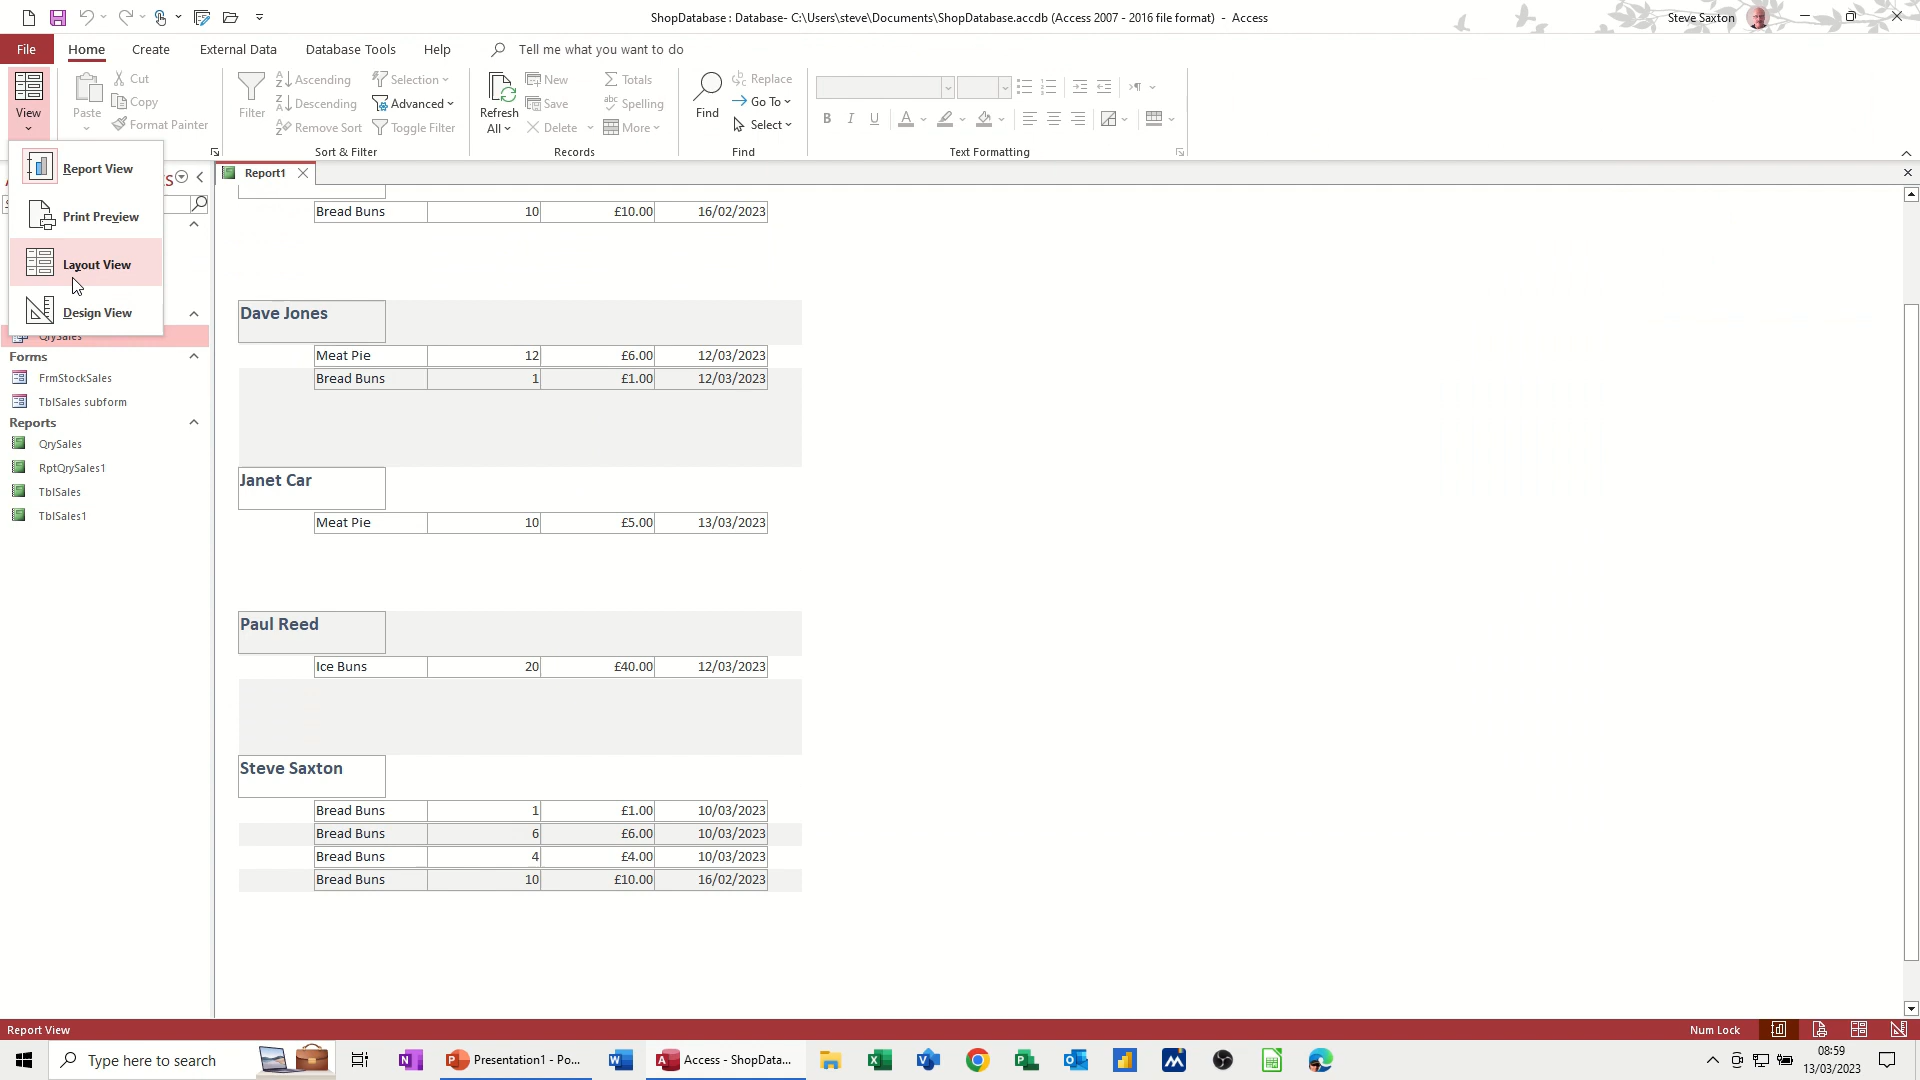 ShopDatabase : Database- C:\Users\steve\Documents\ShopDatabase.accdb (Access 2007 - 2016 file format) - Access
Steve Saxton
File
Home
Create
External Data
Database Tools
Help
Tell me what you want to do
View
Paste
Cut
Copy
Format Painter
Filter
Ascending
Descending
Remove Sort
Selection
Advanced
Toggle Filter
Sort & Filter
Refresh
All
New
Save
Delete
Totals
Spelling
More
Records
Find
Replace
Go To
Select
Find
Text Formatting
Report View
Print Preview
Layout View
Design View
QrySales
Forms
FrmStockSales
TblSales subform
Reports
QrySales
RptQrySales1
TblSales
TblSales1
Report1
Bread Buns 10 £10.00 16/02/2023
Dave Jones
Meat Pie 12 £6.00 12/03/2023
Bread Buns 1 £1.00 12/03/2023
Janet Car
Meat Pie 10 £5.00 13/03/2023
Paul Reed
Ice Buns 20 £40.00 12/03/2023
Steve Saxton
Bread Buns 1 £1.00 10/03/2023
Bread Buns 6 £6.00 10/03/2023
Bread Buns 4 £4.00 10/03/2023
Bread Buns 10 £10.00 16/02/2023
Report View
Num Lock
Type here to search
Presentation1 - Po...
Access - ShopData...
08:59
13/03/2023